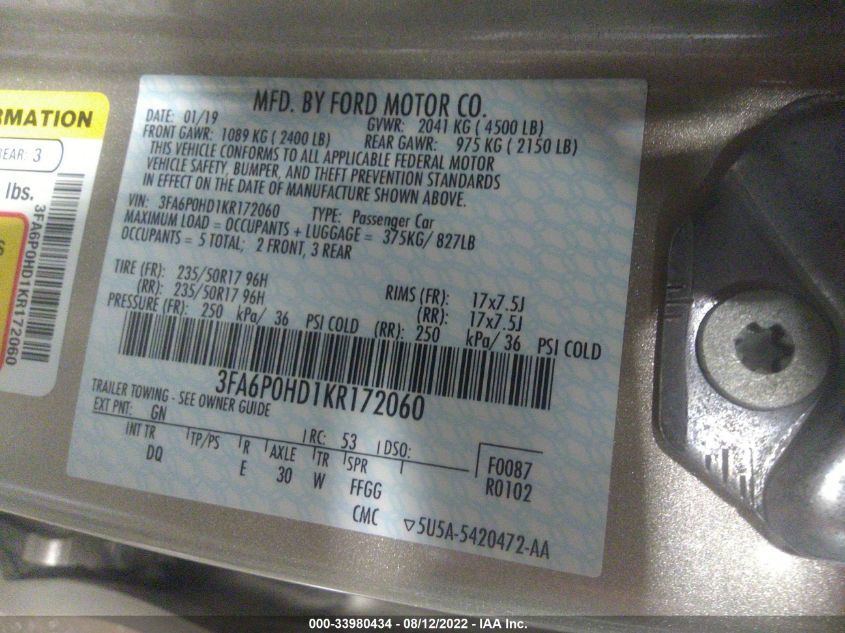 MFD. BY FORD MOTOR CO.
DATE: 01/19 GVWR: 2041 KG ( 4500 LB)
FRONT GAWR: 1089 KG ( 2400 LB) REAR GAWR: 975 KG ( 2150 LB)
THIS VEHICLE CONFORMS TO ALL APPLICABLE FEDERAL MOTOR
VEHICLE SAFETY, BUMPER, AND THEFT PREVENTION STANDARDS
IN EFFECT ON THE DATE OF MANUFACTURE SHOWN ABOVE.
VIN: 3FA6P0HD1KR172060 TYPE: Passenger Car
MAXIMUM LOAD = OCCUPANTS + LUGGAGE = 375KG/ 827LB
OCCUPANTS = 5 TOTAL; 2 FRONT, 3 REAR
TIRE (FR): 235/50R17 96H RIMS (FR): 17x7.5J
(RR): 235/50R17 96H (RR): 17x7.5J
PRESSURE (FR): 250 kPa/ 36 PSI COLD (RR): 250 kPa/ 36 PSI COLD
3FA6P0HD1KR172060
TRAILER TOWING - SEE OWNER GUIDE
EXT PNT: GN RC: 53 DSO:
INT TR TP/PS R AXLE TR SPR F0087
DQ E 30 W FFGG R0102
CMC ▽5U5A-5420472-AA
ORMATION
REAR: 3
lbs.
3FA6P0HD1KR172060
000-33980434 - 08/12/2022 - IAA Inc.